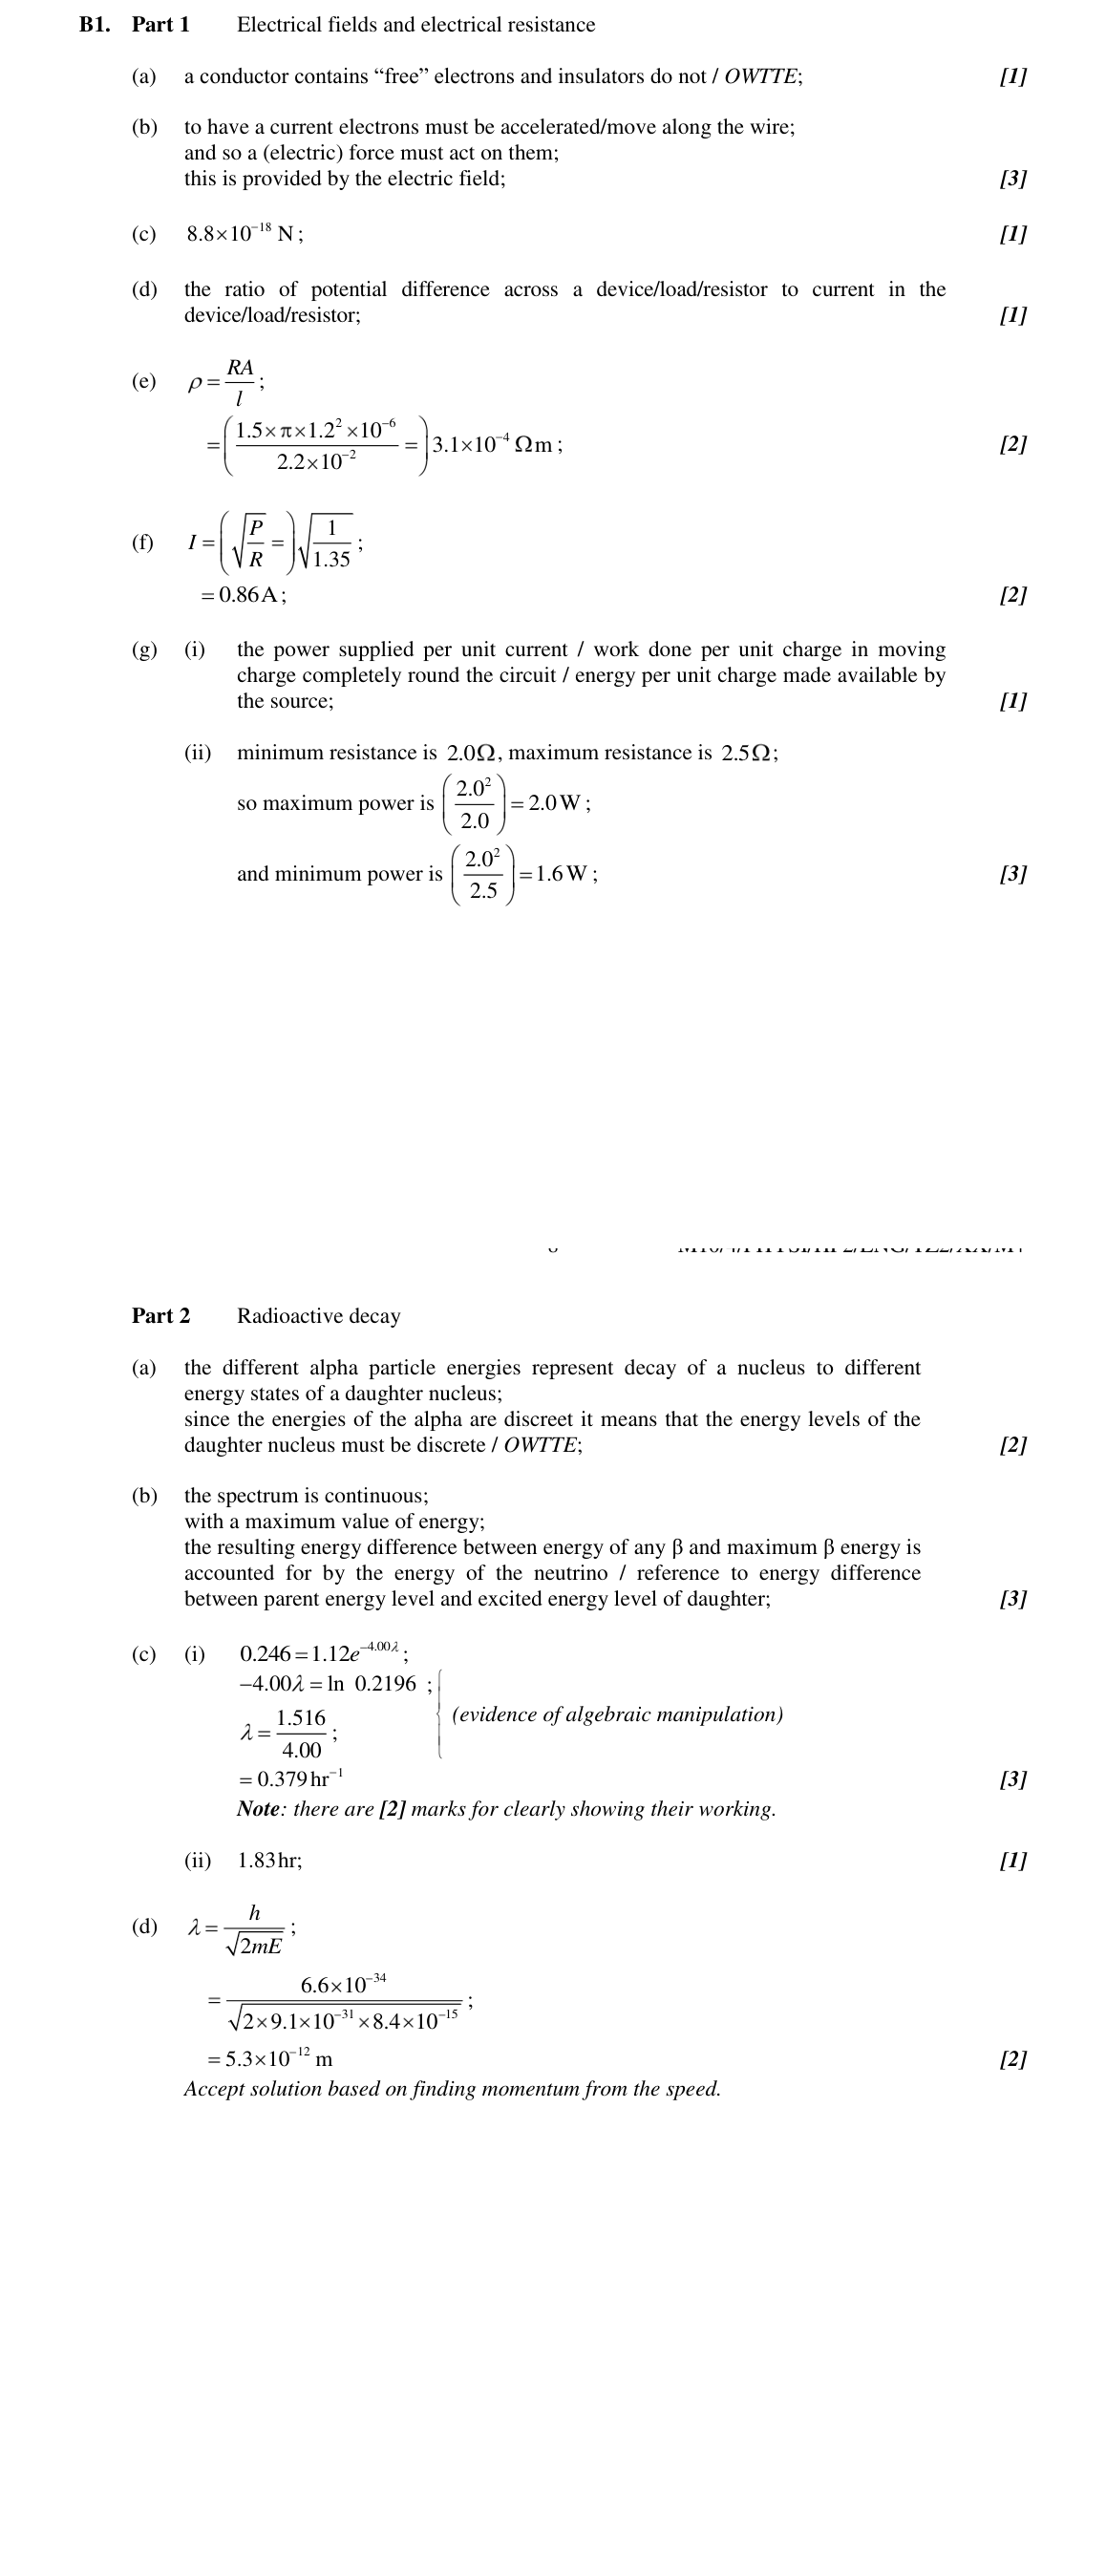 B1. Part 1 Electrical fields and electrical resistance
(a) a conductor contains “free” electrons and insulators do not / OWTTE; [1]
(b) to have a current electrons must be accelerated/move along the wire;
and so a (electric) force must act on them;
this is provided by the electric field; [3]
(c) 8.8×10⁻¹⁸ N; [1]
(d) the ratio of potential difference across a device/load/resistor to current in the
device/load/resistor; [1]
(e) ρ = RA/l;
= (1.5×π×1.2²×10⁻⁶/2.2×10⁻² =) 3.1×10⁻⁴ Ωm; [2]
(f) I = (√(P/R) =) √(1/1.35);
= 0.86A; [2]
(g) (i) the power supplied per unit current / work done per unit charge in moving
charge completely round the circuit / energy per unit charge made available by
the source; [1]
(ii) minimum resistance is 2.0Ω, maximum resistance is 2.5Ω;
so maximum power is (2.0²/2.0) = 2.0 W;
and minimum power is (2.0²/2.5) = 1.6 W; [3]
Part 2 Radioactive decay
(a) the different alpha particle energies represent decay of a nucleus to different
energy states of a daughter nucleus;
since the energies of the alpha are discreet it means that the energy levels of the
daughter nucleus must be discrete / OWTTE; [2]
(b) the spectrum is continuous;
with a maximum value of energy;
the resulting energy difference between energy of any β and maximum β energy is
accounted for by the energy of the neutrino / reference to energy difference
between parent energy level and excited energy level of daughter; [3]
(c) (i) 0.246 = 1.12e^(−4.00λ);
−4.00λ = ln 0.2196 ;
λ = 1.516/4.00; (evidence of algebraic manipulation)
= 0.379 hr⁻¹ [3]
Note: there are [2] marks for clearly showing their working.
(ii) 1.83hr; [1]
(d) λ = h/√(2mE);
= 6.6×10⁻³⁴/√(2×9.1×10⁻³¹×8.4×10⁻¹⁵);
= 5.3×10⁻¹² m [2]
Accept solution based on finding momentum from the speed.